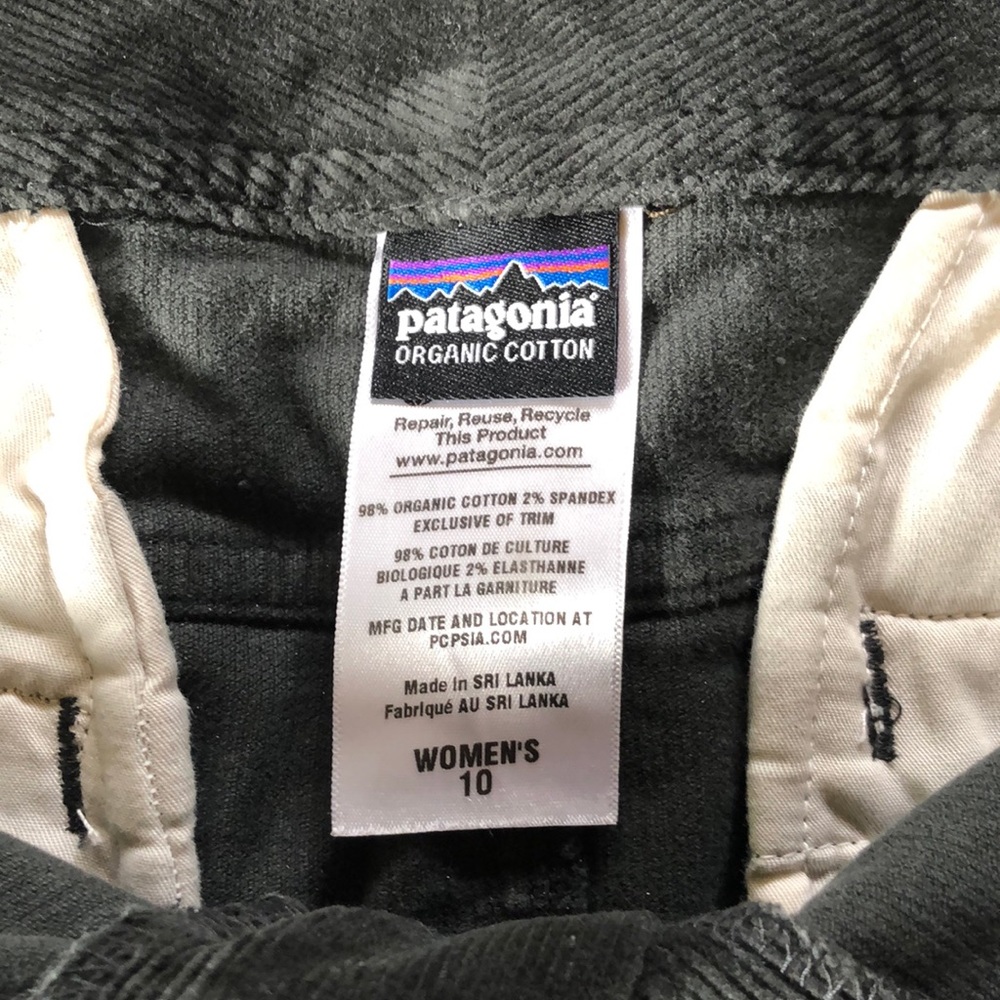 patagonia®
ORGANIC COTTON
Repair, Reuse, Recycle
This Product
www.patagonia.com
98% ORGANIC COTTON 2% SPANDEX
EXCLUSIVE OF TRIM
98% COTON DE CULTURE
BIOLOGIQUE 2% ELASTHANNE
A PART LA GARNITURE
MFG DATE AND LOCATION AT
PCPSIA.COM
Made in SRI LANKA
Fabriqué AU SRI LANKA
WOMEN'S
10